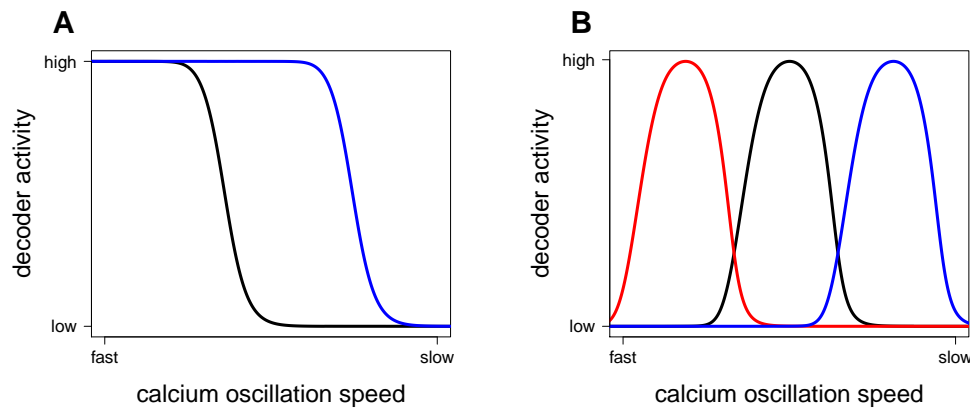 A
high
low
decoder activity
fast
slow
calcium oscillation speed
B
high
low
decoder activity
fast
slow
calcium oscillation speed